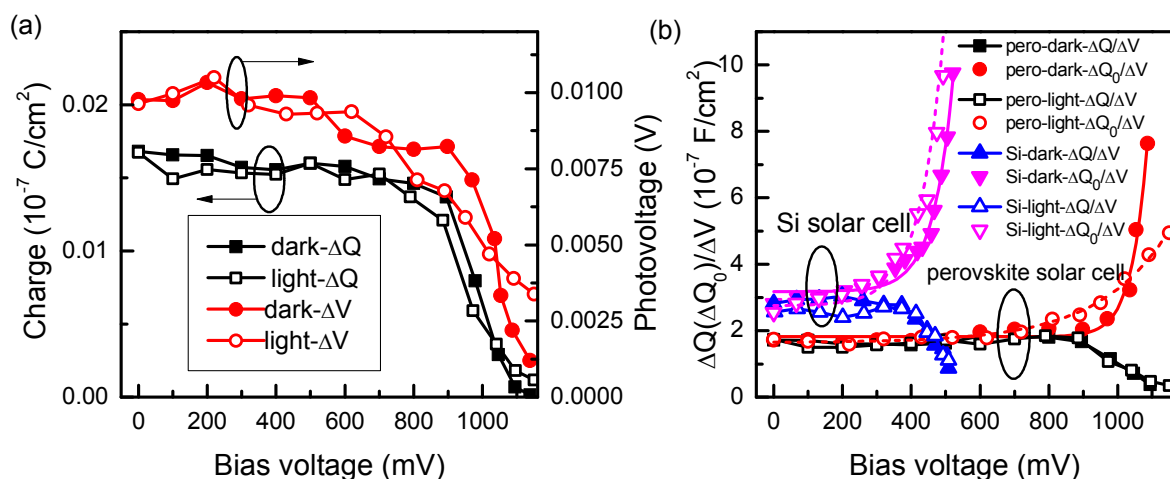 (a)
0.02
0.01
0.00
Charge (10⁻⁷ C/cm²)
dark-ΔQ
light-ΔQ
dark-ΔV
light-ΔV
0.0100
0.0075
0.0050
0.0025
0.0000
Photovoltage (V)
0 200 400 600 800 1000
Bias voltage (mV)
(b)
10
8
6
4
2
0
ΔQ(ΔQ₀)/ΔV (10⁻⁷ F/cm²)
pero-dark-ΔQ/ΔV
pero-dark-ΔQ₀/ΔV
pero-light-ΔQ/ΔV
pero-light-ΔQ₀/ΔV
Si-dark-ΔQ/ΔV
Si-dark-ΔQ₀/ΔV
Si-light-ΔQ/ΔV
Si-light-ΔQ₀/ΔV
Si solar cell
perovskite solar cell
0 200 400 600 800 1000
Bias voltage (mV)